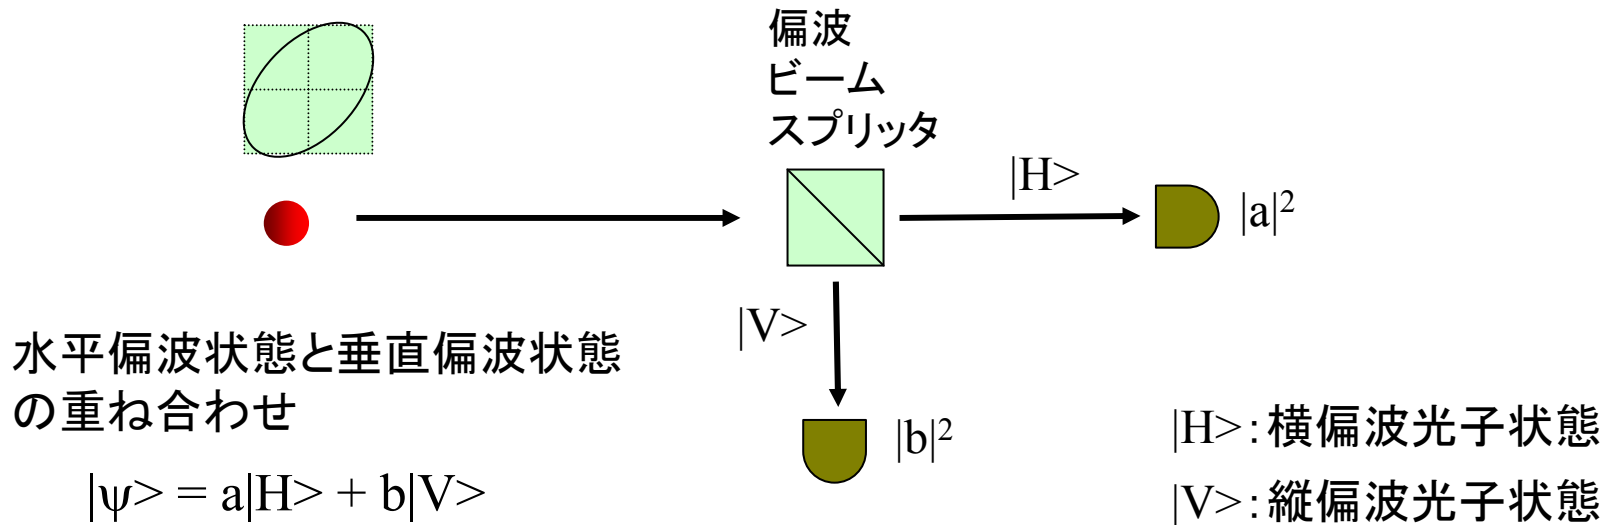 偏波
ビーム
スプリッタ
|H>
|a|²
|V>
水平偏波状態と垂直偏波状態
の重ね合わせ
|b|²
|H>:横偏波光子状態
|ψ> = a|H> + b|V>
|V>:縦偏波光子状態